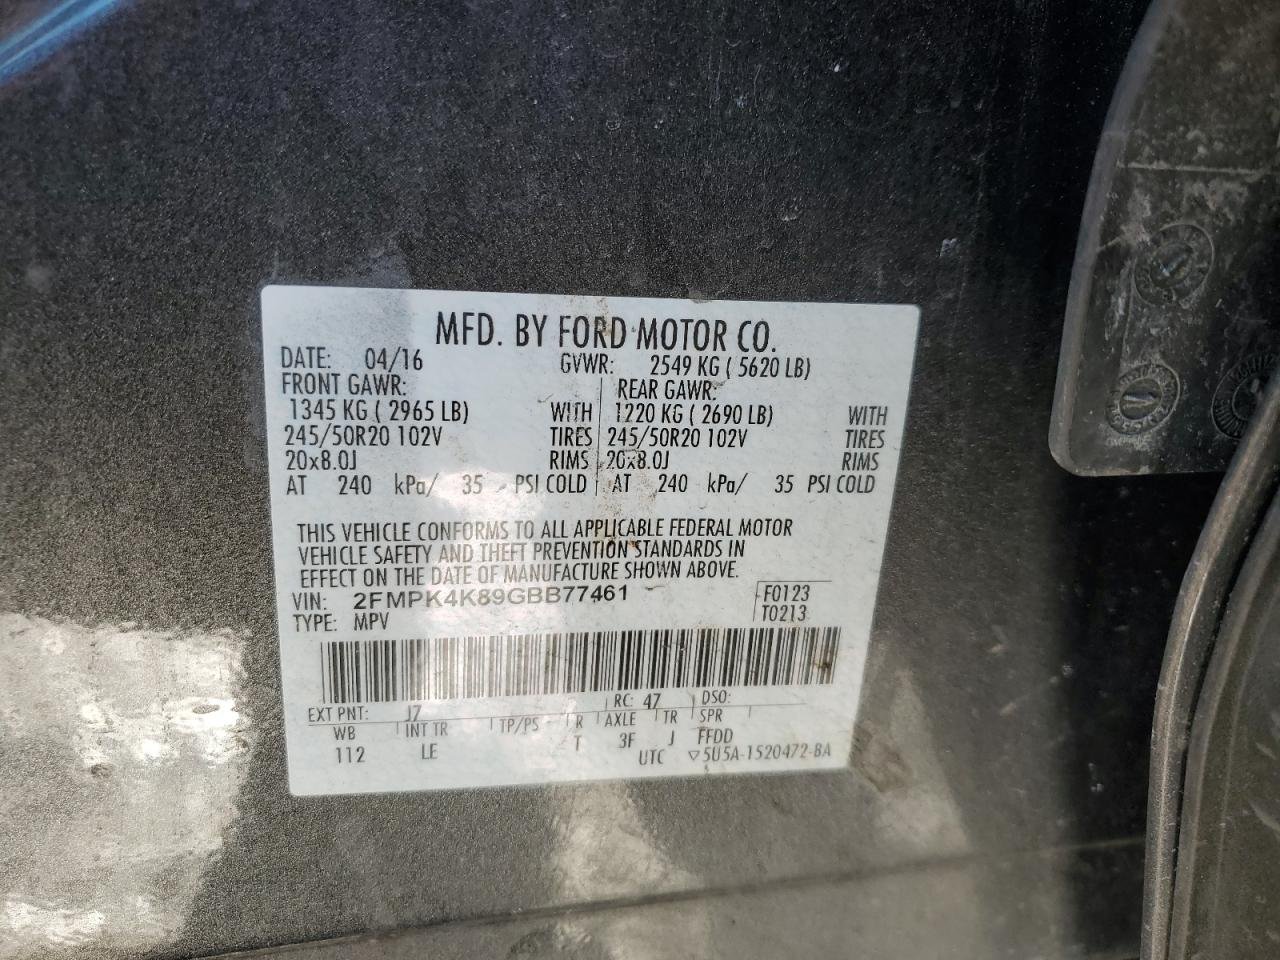 MFD. BY FORD MOTOR CO.
DATE: 04/16 GVWR: 2549 KG ( 5620 LB)
FRONT GAWR: REAR GAWR:
1345 KG ( 2965 LB) WITH 1220 KG ( 2690 LB) WITH
245/50R20 102V TIRES 245/50R20 102V TIRES
20x8.0J RIMS 20x8.0J RIMS
AT 240 kPa/ 35 PSI COLD AT 240 kPa/ 35 PSI COLD
THIS VEHICLE CONFORMS TO ALL APPLICABLE FEDERAL MOTOR
VEHICLE SAFETY AND THEFT PREVENTION STANDARDS IN
EFFECT ON THE DATE OF MANUFACTURE SHOWN ABOVE.
VIN: 2FMPK4K89GBB77461 F0123
TYPE: MPV T0213
EXT PNT: J7 RC: 47 DSO:
WB INT TR TP/PS R AXLE TR SPR
112 LE T 3F J FFDD
UTC ▽5U5A-1520472-BA